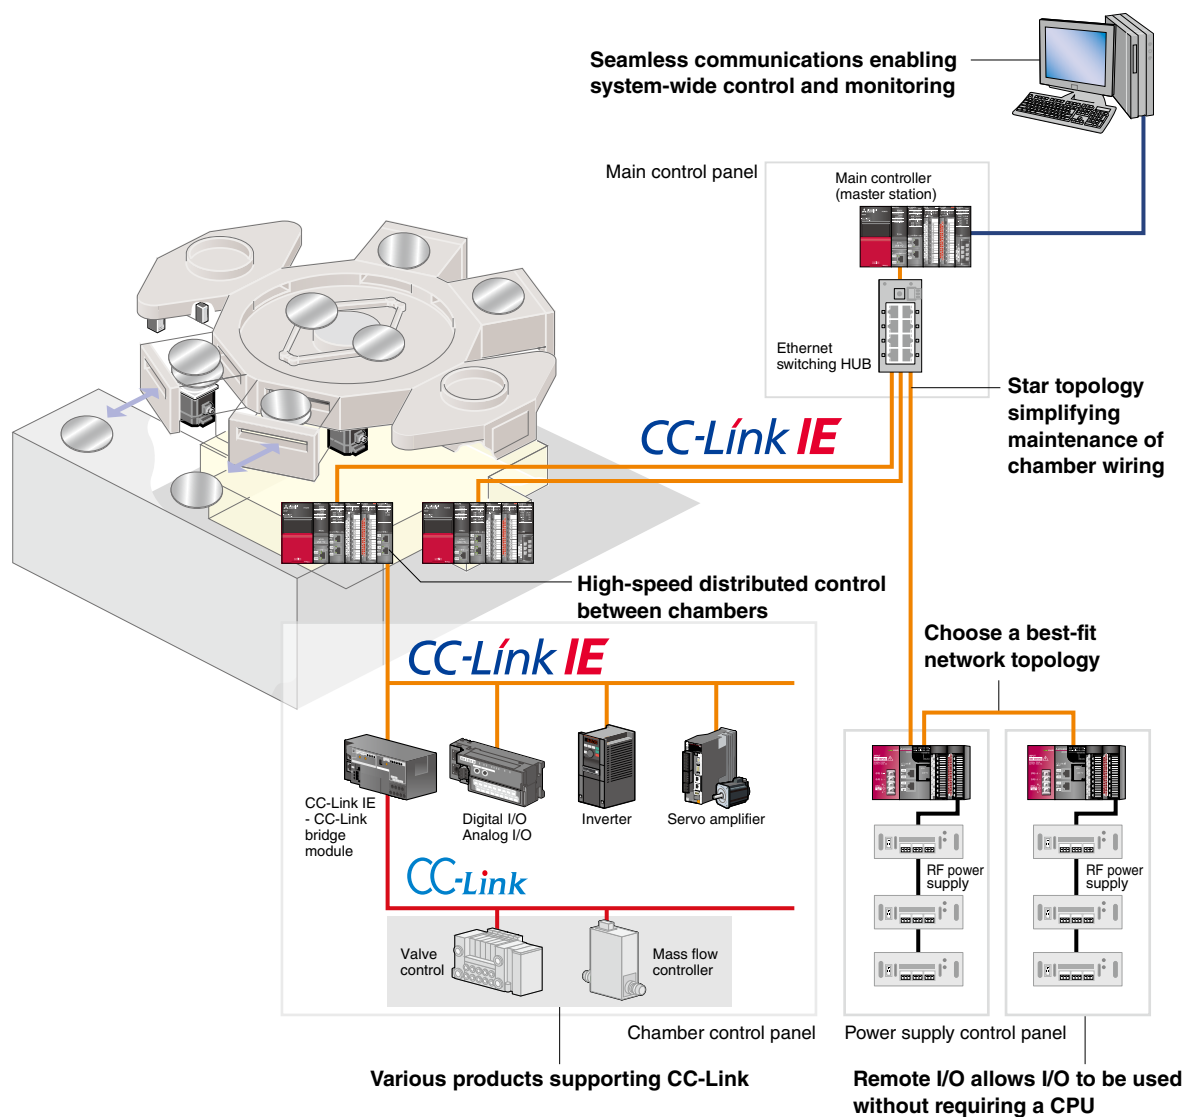 Seamless communications enabling
system-wide control and monitoring
Main control panel
Main controller
(master station)
Ethernet
switching HUB
Star topology
simplifying
maintenance of
chamber wiring
CC-Link IE
High-speed distributed control
between chambers
Choose a best-fit
network topology
CC-Link IE
CC-Link IE
- CC-Link
bridge
module
Digital I/O
Analog I/O
Inverter
Servo amplifier
CC-Link
Valve
control
Mass flow
controller
Chamber control panel
RF power
supply
RF power
supply
Power supply control panel
Various products supporting CC-Link
Remote I/O allows I/O to be used
without requiring a CPU